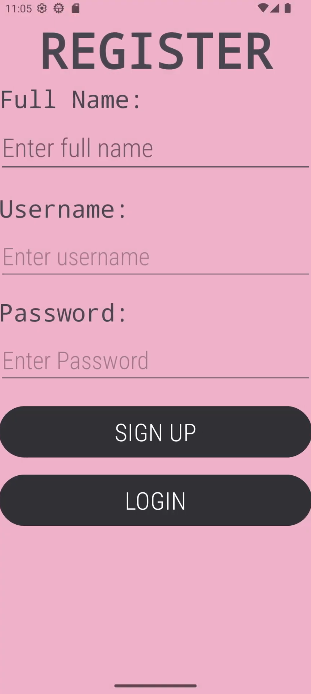 11:05
REGISTER
Full Name:
Enter full name
Username:
Enter username
Password:
Enter Password
SIGN UP
LOGIN